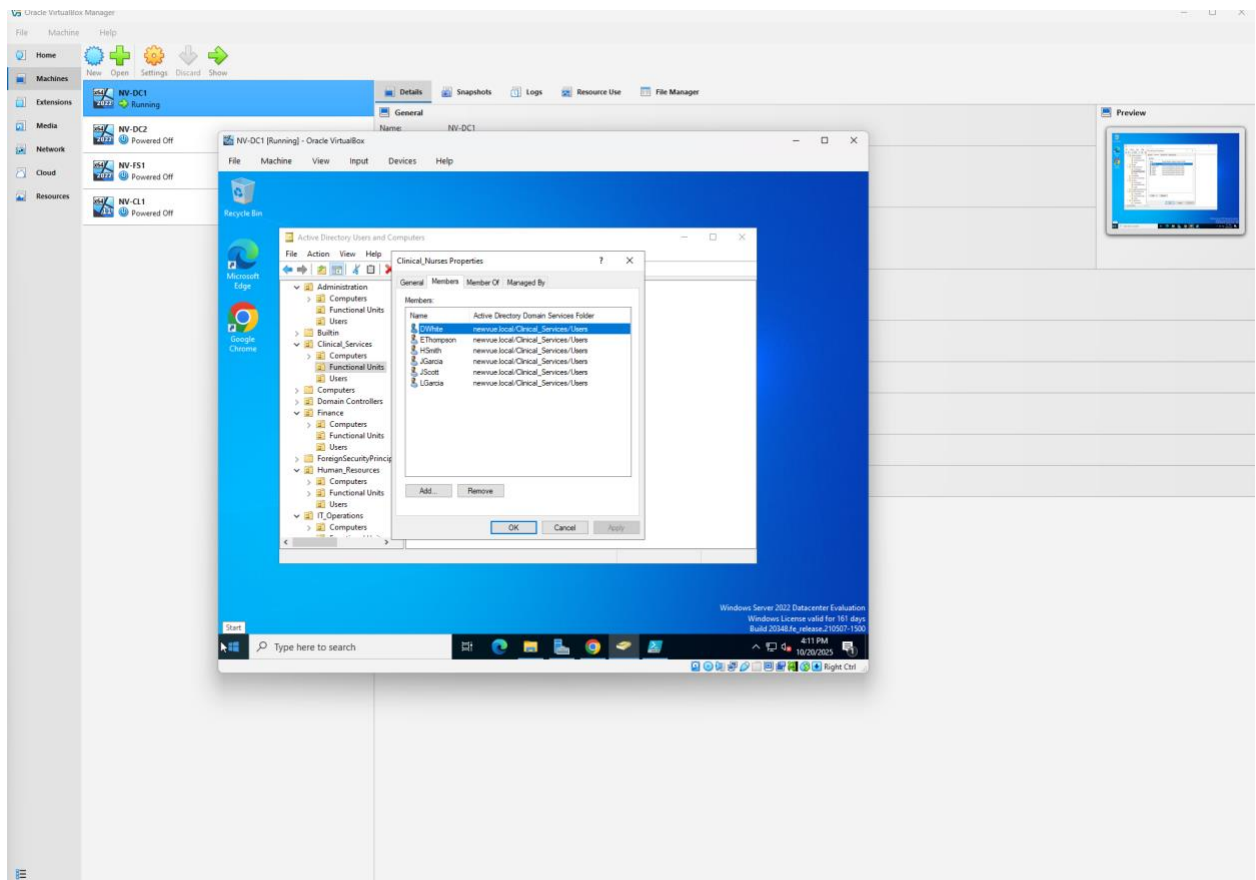 Oracle VirtualBox Manager
File Machine Help
Home
Machines
Extensions
Media
Network
Cloud
Resources
New Open Settings Discard Show
NV-DC1
Running
NV-DC2
Powered Off
NV-FS1
Powered Off
NV-CL1
Powered Off
Details Snapshots Logs Resource Use File Manager
General
Name: NV-DC1
Preview
NV-DC1 [Running] - Oracle VirtualBox
File Machine View Input Devices Help
Recycle Bin
Microsoft Edge
Google Chrome
Active Directory Users and Computers
File Action View Help
Administration
Computers
Functional Units
Users
Builtin
Clinical_Services
Computers
Functional Units
Users
Computers
Domain Controllers
Finance
Computers
Functional Units
Users
ForeignSecurityPrincip
Human_Resources
Computers
Functional Units
Users
IT_Operations
Computers
Clinical_Nurses Properties ?
General Members Member Of Managed By
Members:
Name Active Directory Domain Services Folder
DWhite newvue.local/Clinical_Services/Users
EThompson newvue.local/Clinical_Services/Users
HSmith newvue.local/Clinical_Services/Users
JGarcia newvue.local/Clinical_Services/Users
JScott newvue.local/Clinical_Services/Users
LGarcia newvue.local/Clinical_Services/Users
Add... Remove
OK Cancel Apply
Windows Server 2022 Datacenter Evaluation
Windows License valid for 161 days
Build 20348.fe_release.210507-1500
Start
Type here to search
4:11 PM
10/20/2025
Right Ctrl